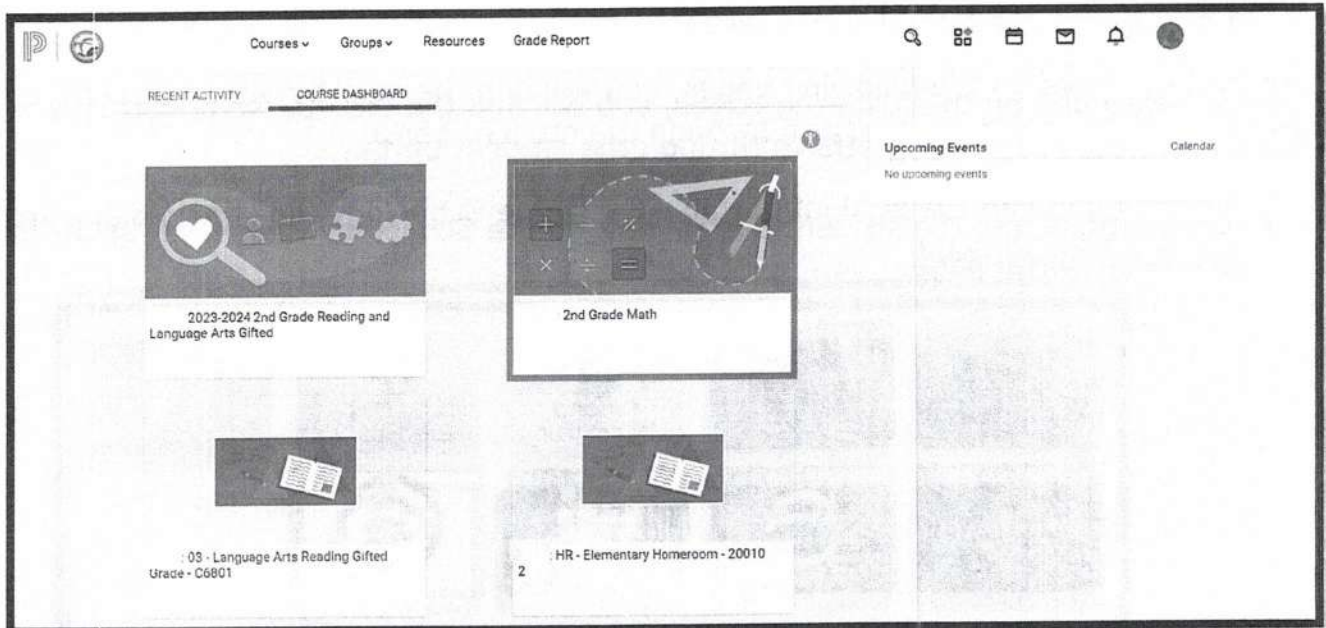 Courses Groups Resources Grade Report
RECENT ACTIVITY COURSE DASHBOARD
Upcoming Events Calendar
No upcoming events
2023-2024 2nd Grade Reading and
Language Arts Gifted
2nd Grade Math
: 03 - Language Arts Reading Gifted
Grade - C6801
: HR - Elementary Homeroom - 20010
2